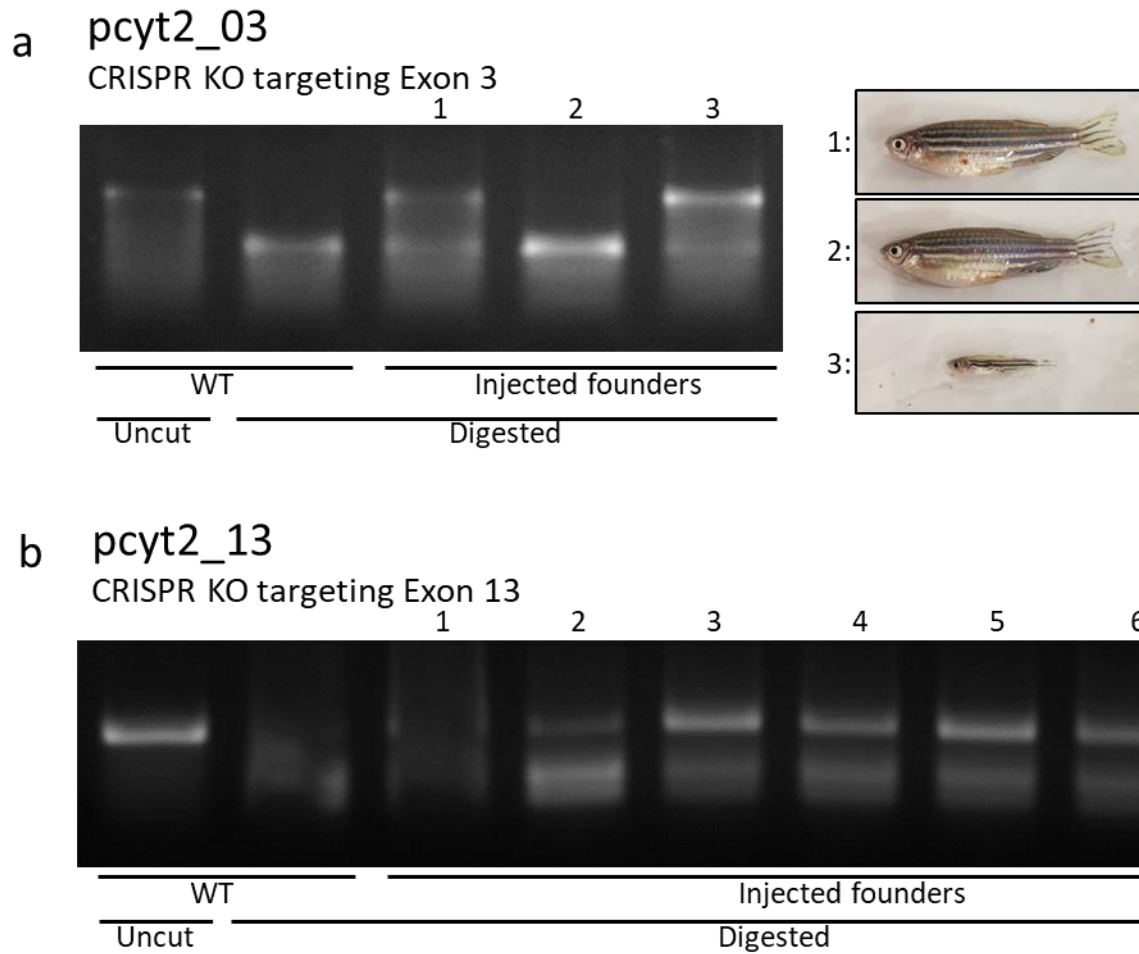 a
pcyt2_03
CRISPR KO targeting Exon 3
1 2 3
1:
2:
3:
WT Injected founders
Uncut Digested
b
pcyt2_13
CRISPR KO targeting Exon 13
1 2 3 4 5 6
WT Injected founders
Uncut Digested